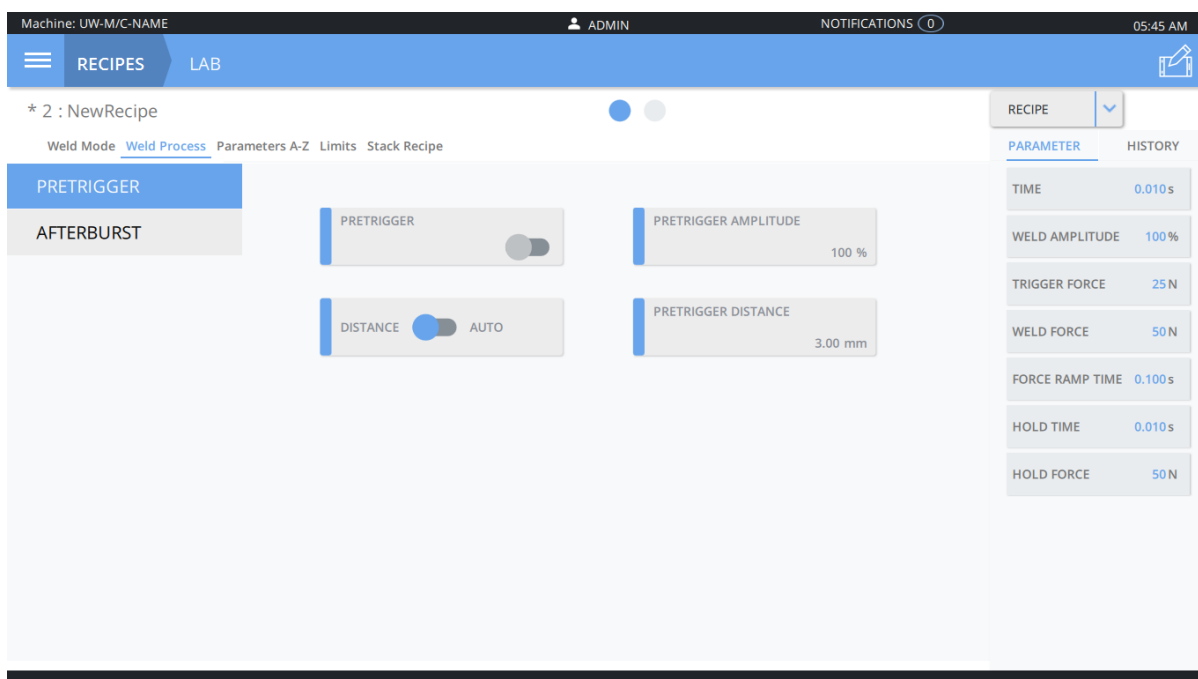 Machine: UW-M/C-NAME ADMIN NOTIFICATIONS 0 05:45 AM
RECIPES LAB
* 2 : NewRecipe
RECIPE
Weld Mode Weld Process Parameters A-Z Limits Stack Recipe
PARAMETER HISTORY
PRETRIGGER
AFTERBURST
PRETRIGGER
PRETRIGGER AMPLITUDE
100 %
DISTANCE AUTO
PRETRIGGER DISTANCE
3.00 mm
TIME 0.010 s
WELD AMPLITUDE 100 %
TRIGGER FORCE 25 N
WELD FORCE 50 N
FORCE RAMP TIME 0.100 s
HOLD TIME 0.010 s
HOLD FORCE 50 N